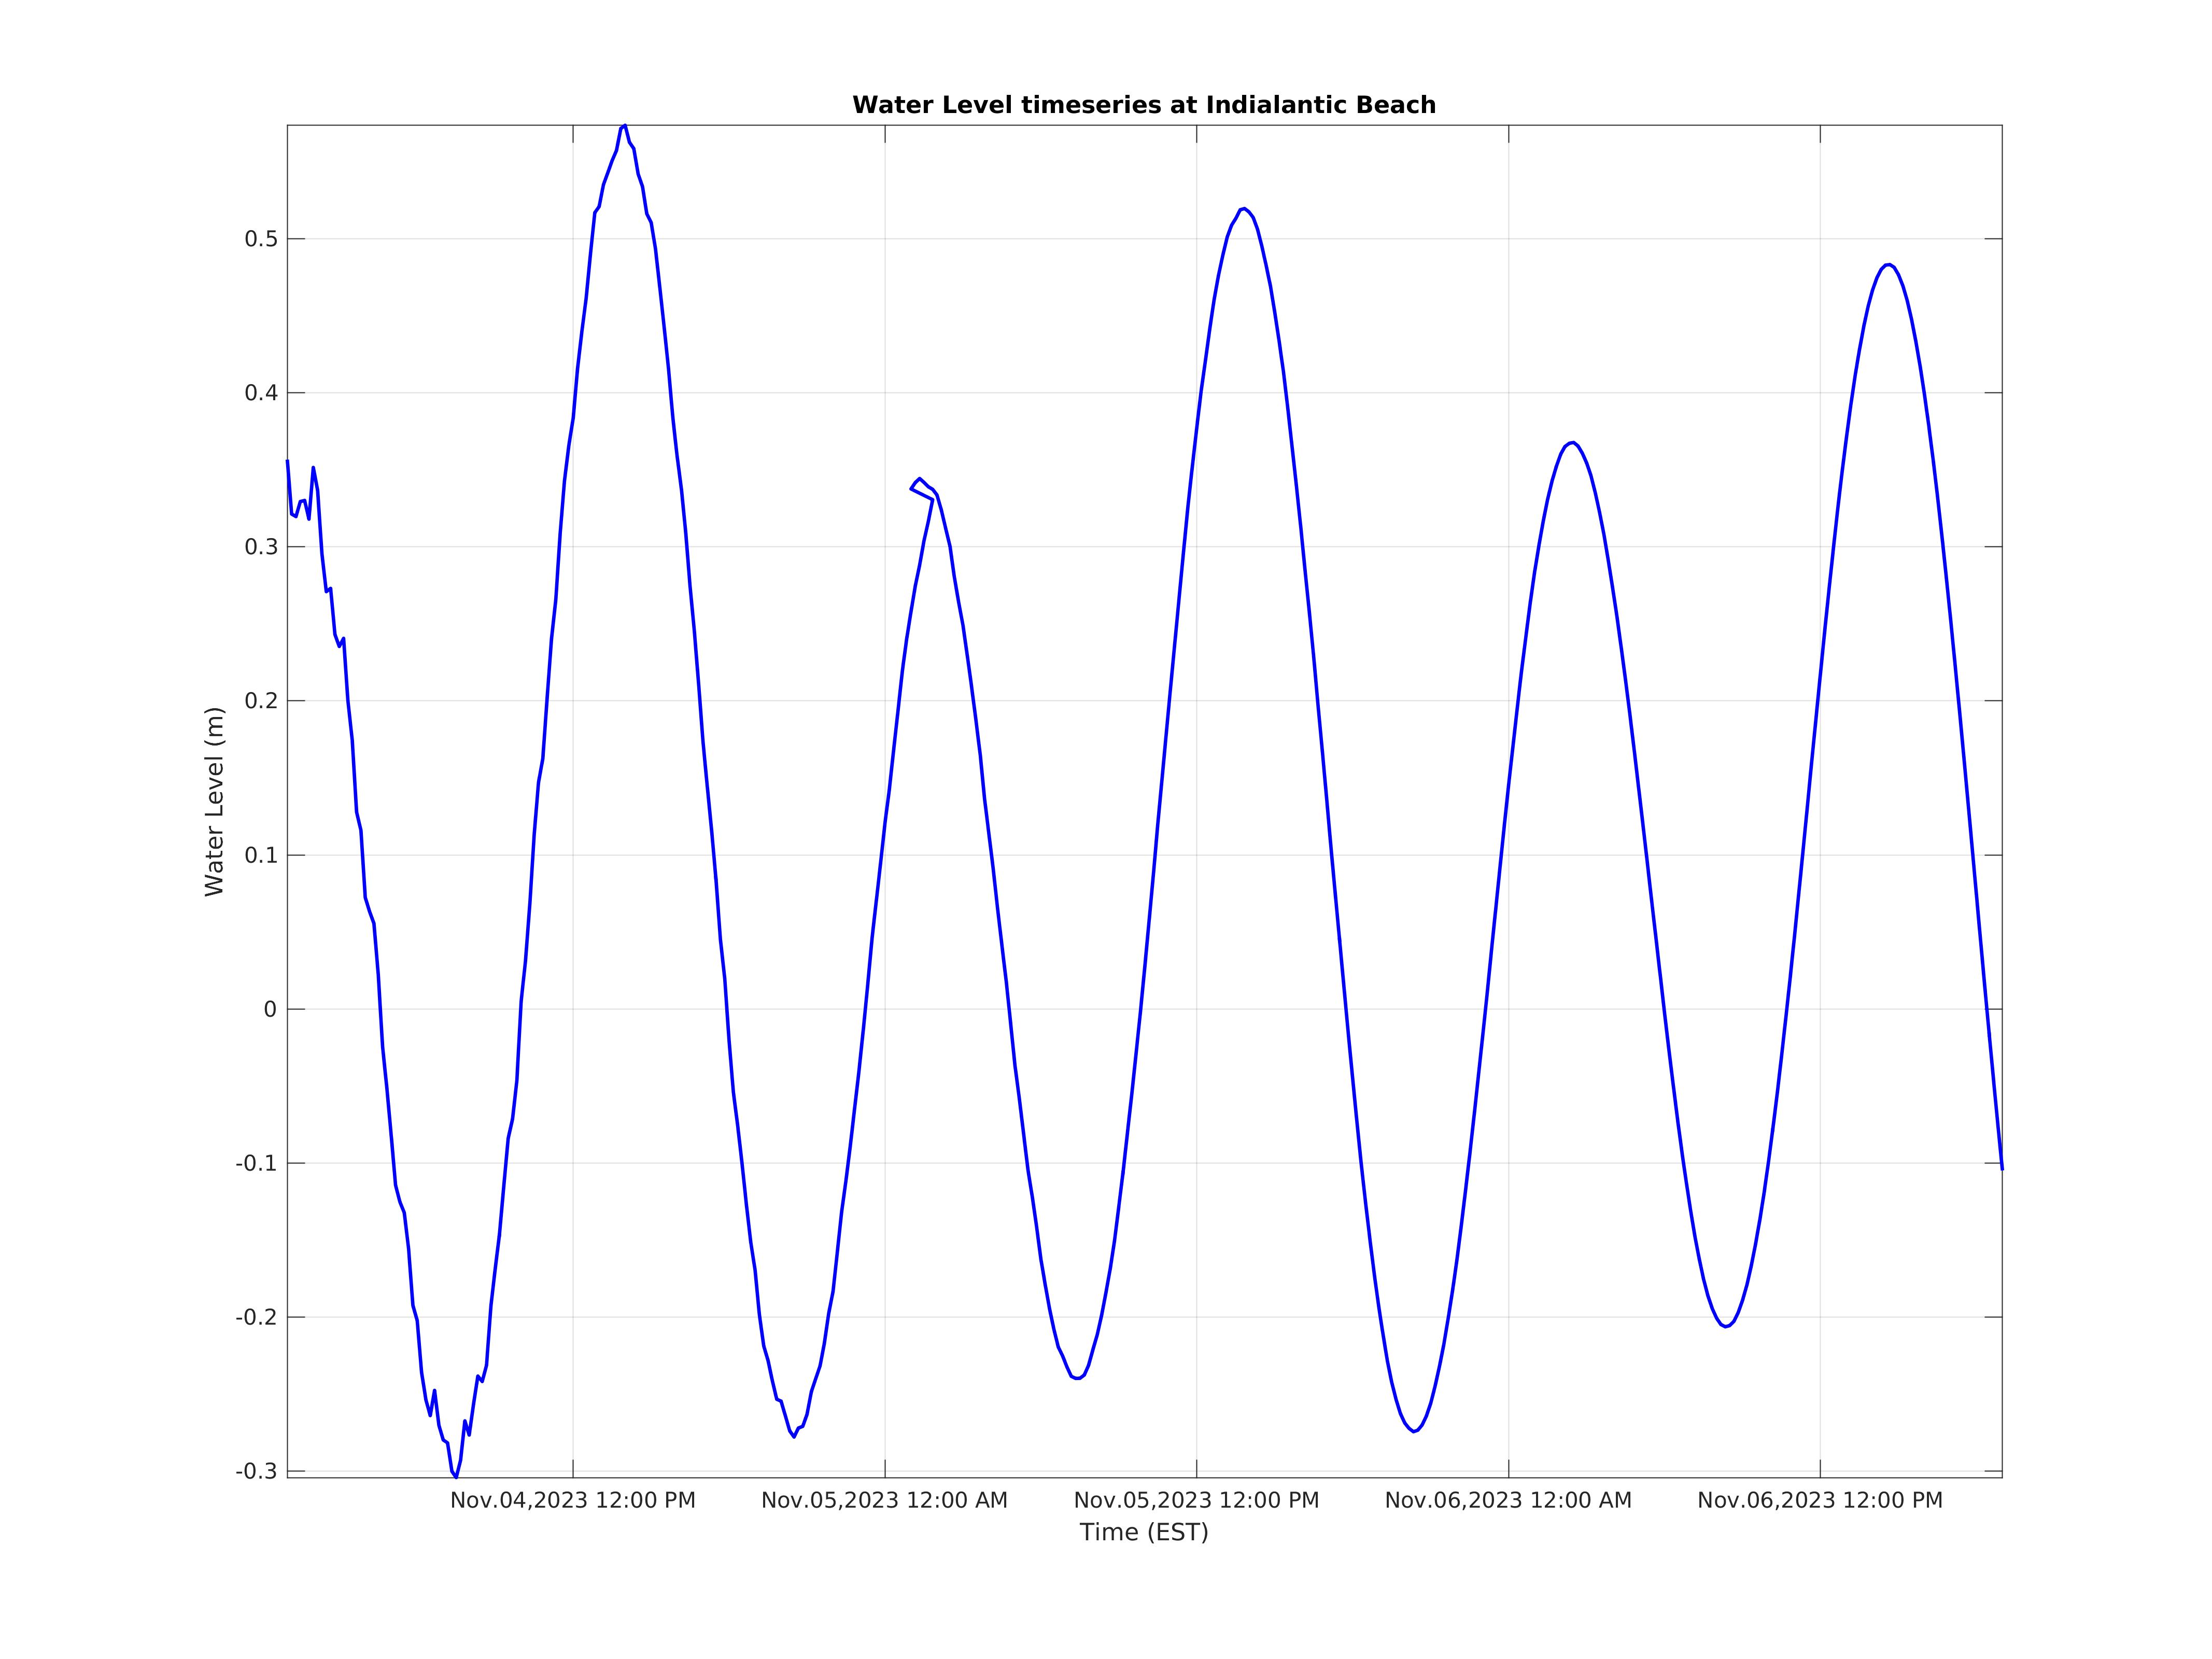 Water Level timeseries at Indialantic Beach
0.5
0.4
0.3
0.2
0.1
0
-0.1
-0.2
-0.3
Water Level (m)
Nov.04,2023 12:00 PM
Nov.05,2023 12:00 AM
Nov.05,2023 12:00 PM
Nov.06,2023 12:00 AM
Nov.06,2023 12:00 PM
Time (EST)